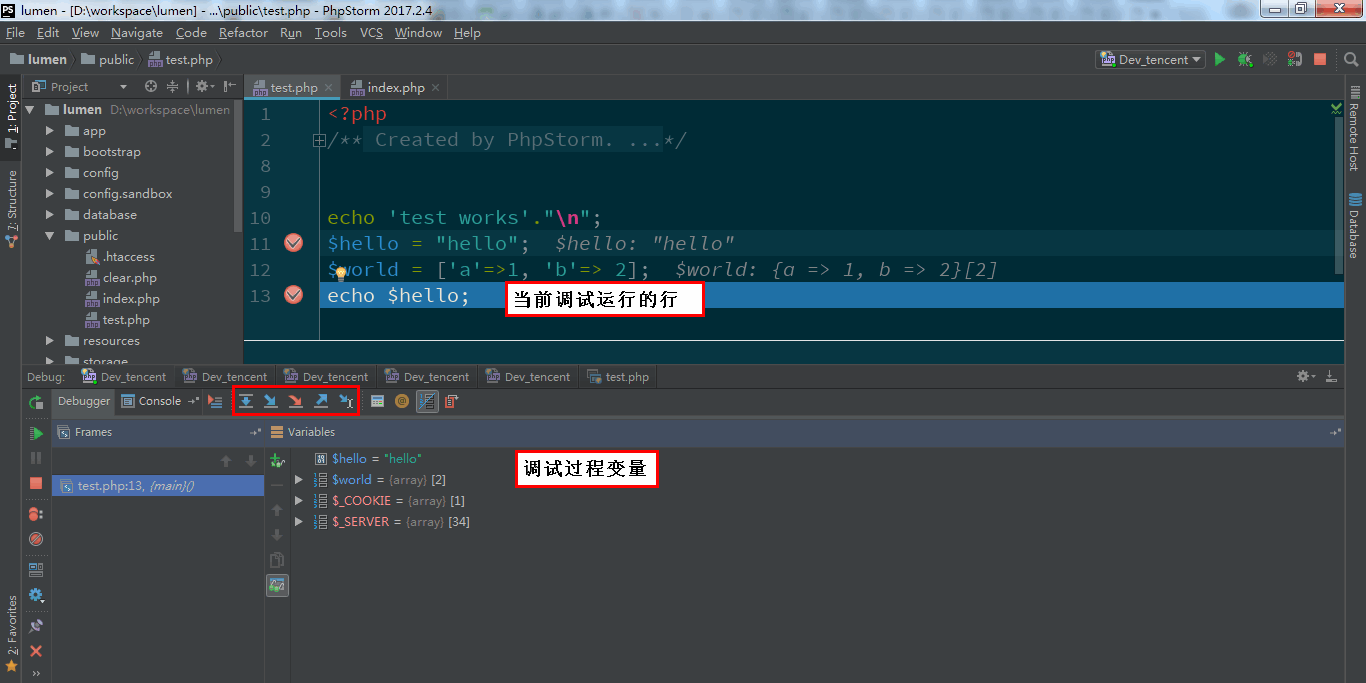 PS lumen - [D:\workspace\lumen] - ...\public\test.php - PhpStorm 2017.2.4
File Edit View Navigate Code Refactor Run Tools VCS Window Help
lumen public test.php Dev_tencent
Project test.php index.php
1: Project
7: Structure
2: Favorites
Remote Host
Database
lumen D:\workspace\lumen
app
bootstrap
config
config.sandbox
database
public
.htaccess
clear.php
index.php
test.php
resources
storage
1 <?php
2 /** Created by PhpStorm. ...*/
8
9
10 echo 'test works'."\n";
11 $hello = "hello"; $hello: "hello"
12 $world = ['a'=>1, 'b'=> 2]; $world: {a => 1, b => 2}[2]
13 echo $hello; 当前调试运行的行
Debug: Dev_tencent Dev_tencent Dev_tencent Dev_tencent Dev_tencent test.php
Debugger Console
Frames Variables
test.php:13, {main}()
$hello = "hello"
$world = {array} [2]
$_COOKIE = {array} [1]
$_SERVER = {array} [34]
调试过程变量